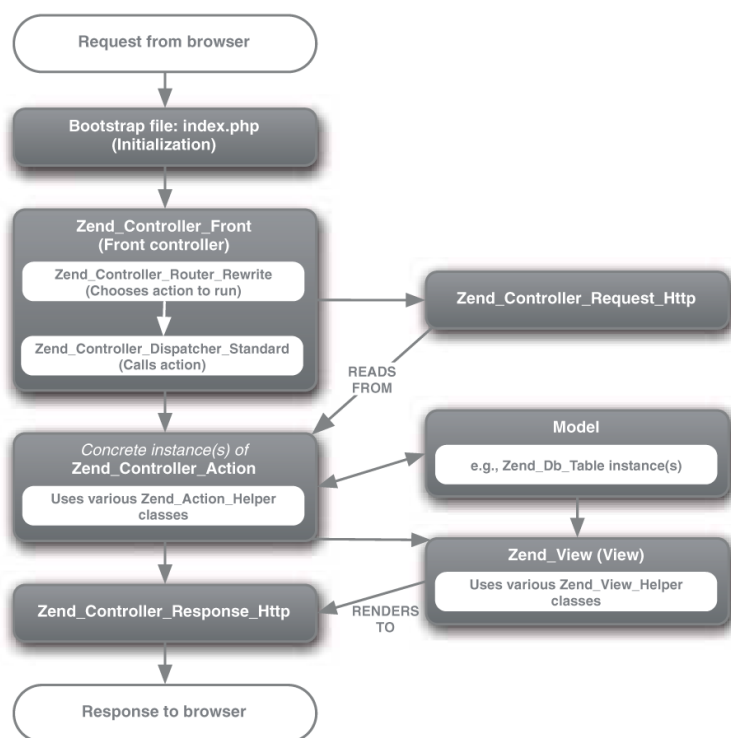 Request from browser
Bootstrap file: index.php
(Initialization)
Zend_Controller_Front
(Front controller)
Zend_Controller_Router_Rewrite
(Chooses action to run)
Zend_Controller_Dispatcher_Standard
(Calls action)
Zend_Controller_Request_Http
READS
FROM
Concrete instance(s) of
Zend_Controller_Action
Uses various Zend_Action_Helper
classes
Model
e.g., Zend_Db_Table instance(s)
Zend_View (View)
Uses various Zend_View_Helper
classes
Zend_Controller_Response_Http
RENDERS
TO
Response to browser